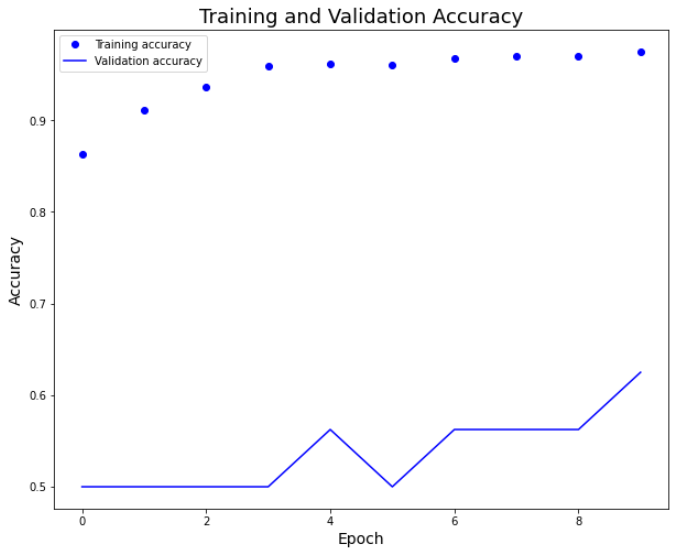 Training and Validation Accuracy
Training accuracy
Validation accuracy
0.9
0.8
0.7
0.6
0.5
Accuracy
0 2 4 6 8
Epoch